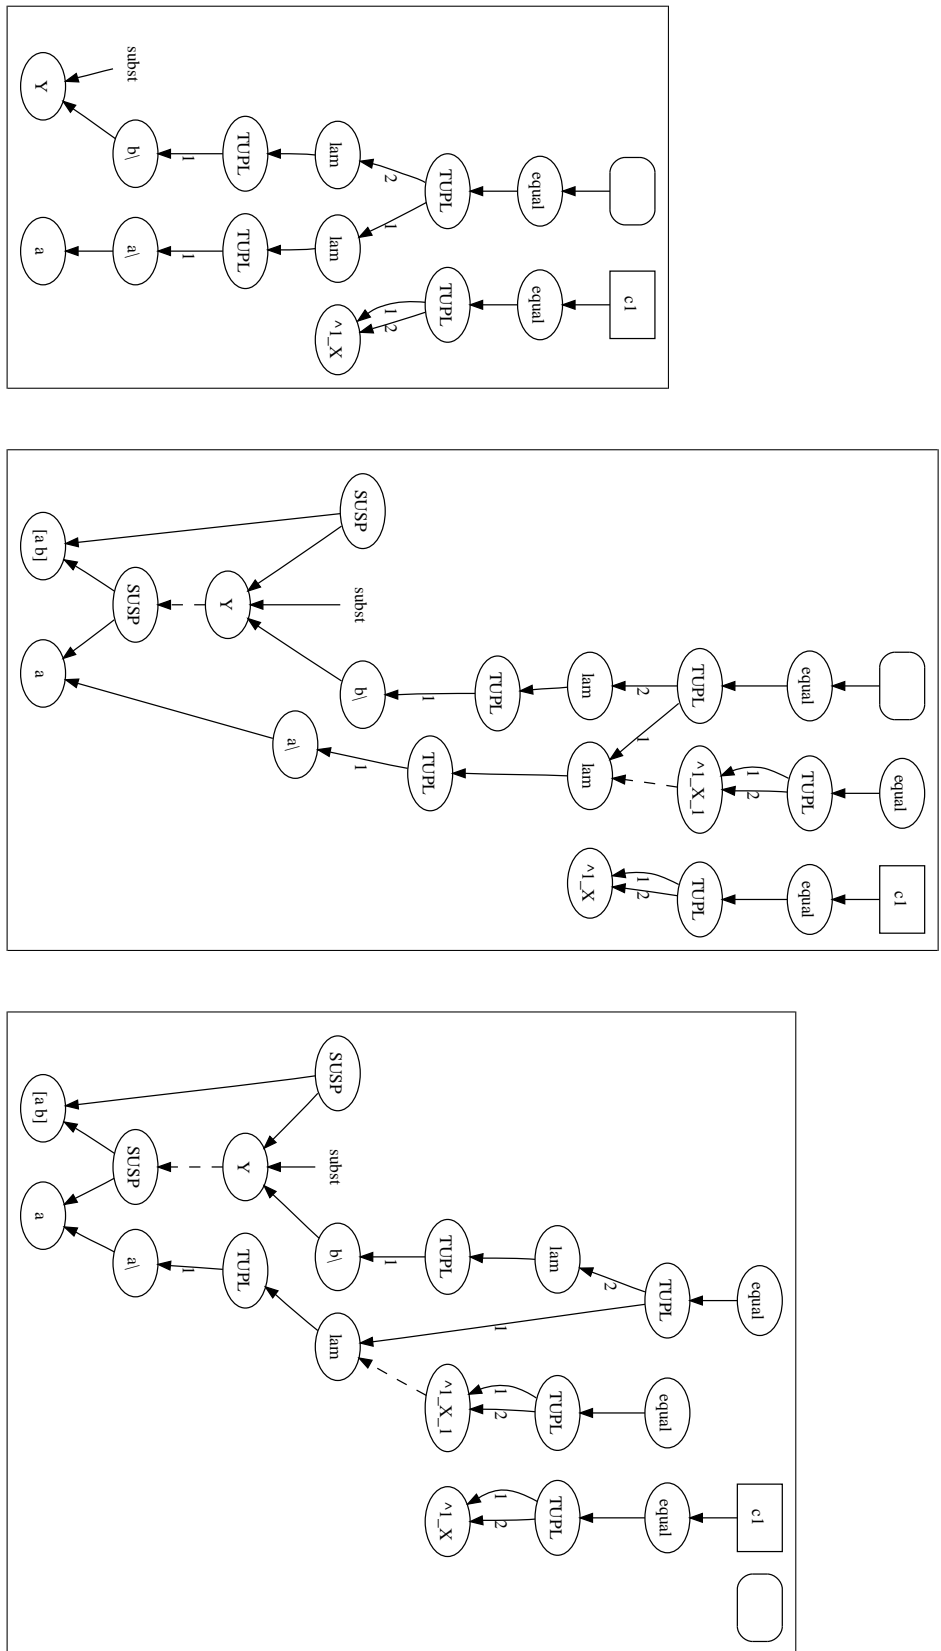 c1
equal equal
TUPL TUPL
2 1 1 2
lam lam ^1_X
TUPL TUPL
1 1
subst b\ a\
Y a
equal c1
equal TUPL equal
1 2
TUPL ^1_X_1 TUPL
2 1 1 2
lam lam ^1_X
TUPL
1 TUPL
SUSP subst b\ 1
a\
Y
SUSP
[a b] a
equal c1
TUPL equal equal
2
lam TUPL TUPL
1 1 2 1 2
TUPL ^1_X_1 ^1_X
1
SUSP subst b\ lam
Y TUPL
1
SUSP a\
[a b] a